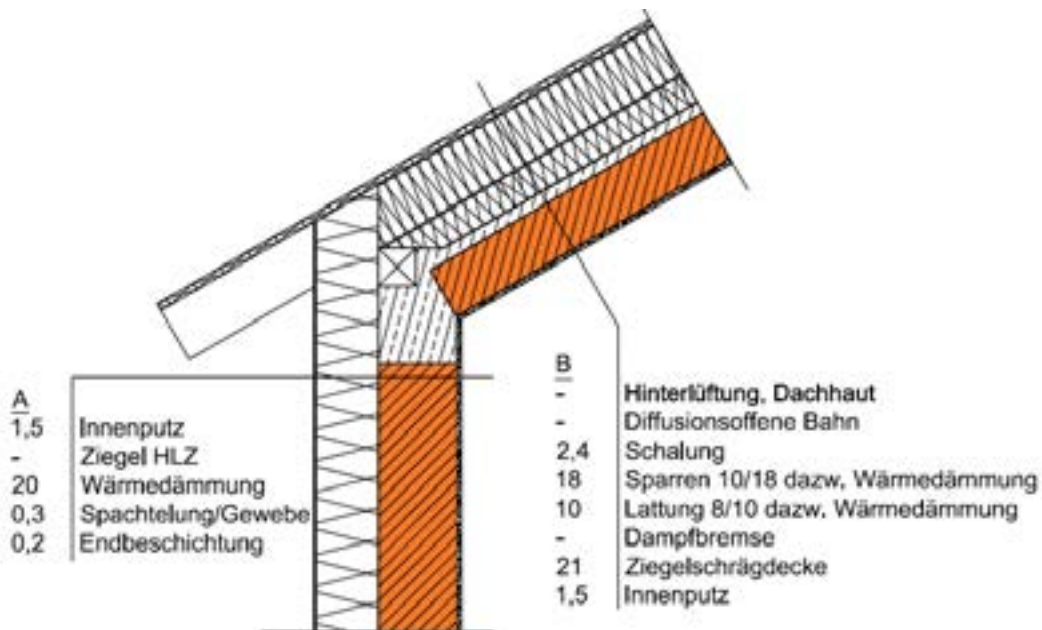 A
1,5 Innenputz
- Ziegel HLZ
20 Wärmedämmung
0,3 Spachtelung/Gewebe
0,2 Endbeschichtung
B
- Hinterlüftung, Dachhaut
- Diffusionsoffene Bahn
2,4 Schalung
18 Sparren 10/18 dazw. Wärmedämmung
10 Lattung 8/10 dazw. Wärmedämmung
- Dampfbremse
21 Ziegelschrägdecke
1,5 Innenputz